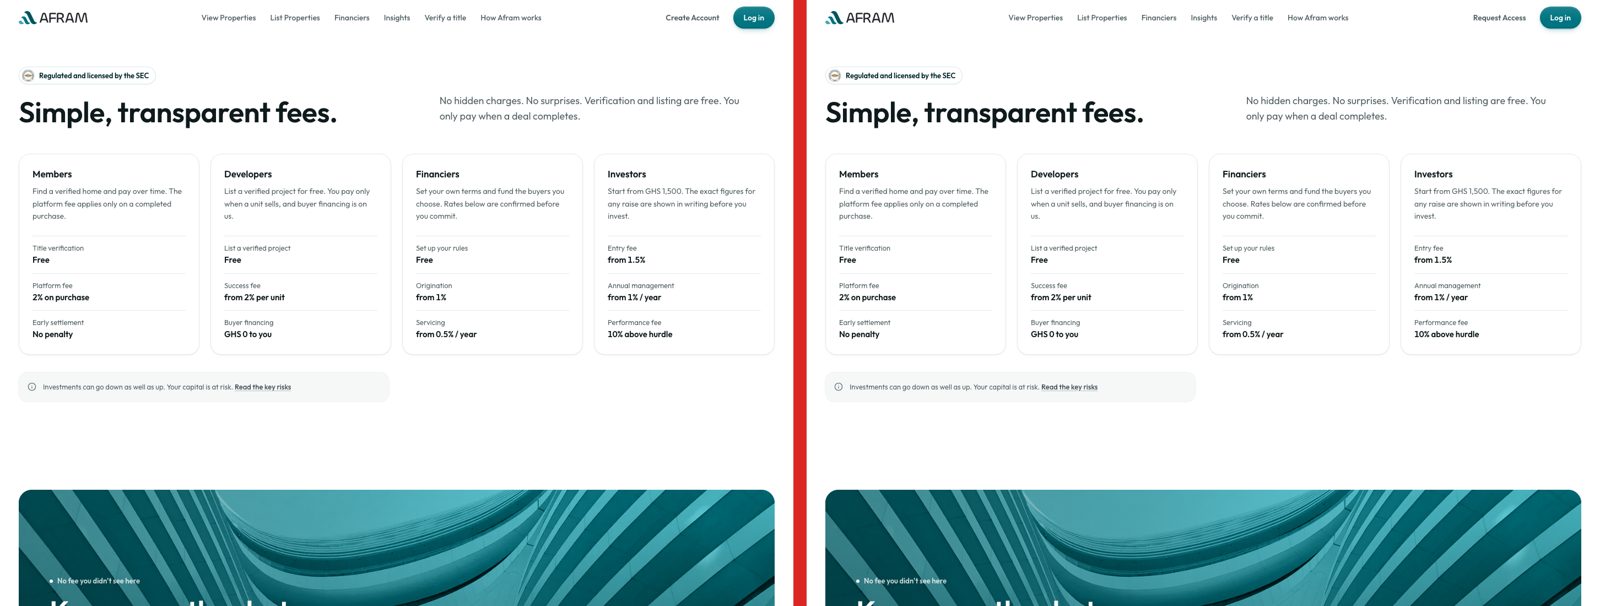 AFRAM
View Properties List Properties Financiers Insights Verify a title How Afram works
Create Account Log in
Regulated and licensed by the SEC
Simple, transparent fees.
No hidden charges. No surprises. Verification and listing are free. You
only pay when a deal completes.
Members
Find a verified home and pay over time. The
platform fee applies only on a completed
purchase.
Title verification
Free
Platform fee
2% on purchase
Early settlement
No penalty
Developers
List a verified project for free. You pay only
when a unit sells, and buyer financing is on
us.
List a verified project
Free
Success fee
from 2% per unit
Buyer financing
GHS 0 to you
Financiers
Set your own terms and fund the buyers you
choose. Rates below are confirmed before
you commit.
Set up your rules
Free
Origination
from 1%
Servicing
from 0.5% / year
Investors
Start from GHS 1,500. The exact figures for
any raise are shown in writing before you
invest.
Entry fee
from 1.5%
Annual management
from 1% / year
Performance fee
10% above hurdle
Investments can go down as well as up. Your capital is at risk. Read the key risks
No fee you didn't see here
AFRAM
View Properties List Properties Financiers Insights Verify a title How Afram works
Request Access Log in
Regulated and licensed by the SEC
Simple, transparent fees.
No hidden charges. No surprises. Verification and listing are free. You
only pay when a deal completes.
Members
Find a verified home and pay over time. The
platform fee applies only on a completed
purchase.
Title verification
Free
Platform fee
2% on purchase
Early settlement
No penalty
Developers
List a verified project for free. You pay only
when a unit sells, and buyer financing is on
us.
List a verified project
Free
Success fee
from 2% per unit
Buyer financing
GHS 0 to you
Financiers
Set your own terms and fund the buyers you
choose. Rates below are confirmed before
you commit.
Set up your rules
Free
Origination
from 1%
Servicing
from 0.5% / year
Investors
Start from GHS 1,500. The exact figures for
any raise are shown in writing before you
invest.
Entry fee
from 1.5%
Annual management
from 1% / year
Performance fee
10% above hurdle
Investments can go down as well as up. Your capital is at risk. Read the key risks
No fee you didn't see here